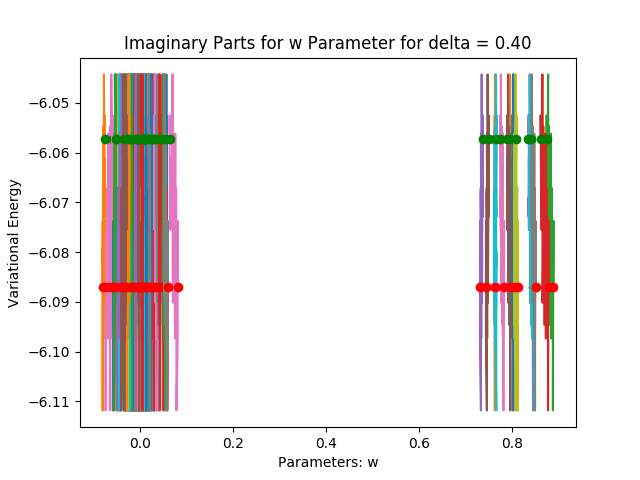 Imaginary Parts for w Parameter for delta = 0.40
Variational Energy
−6.05
−6.06
−6.07
−6.08
−6.09
−6.10
−6.11
0.0 0.2 0.4 0.6 0.8
Parameters: w